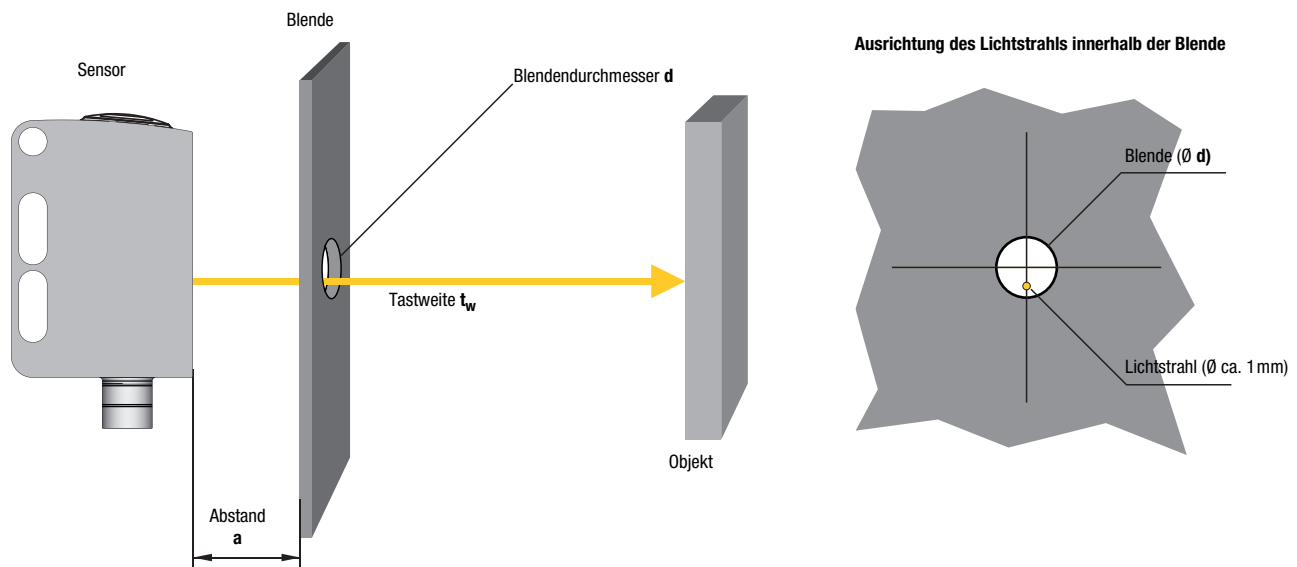 Blende
Sensor
Blendendurchmesser d
Tastweite tw
Objekt
Abstand
a
Ausrichtung des Lichtstrahls innerhalb der Blende
Blende (Ø d)
Lichtstrahl (Ø ca. 1 mm)